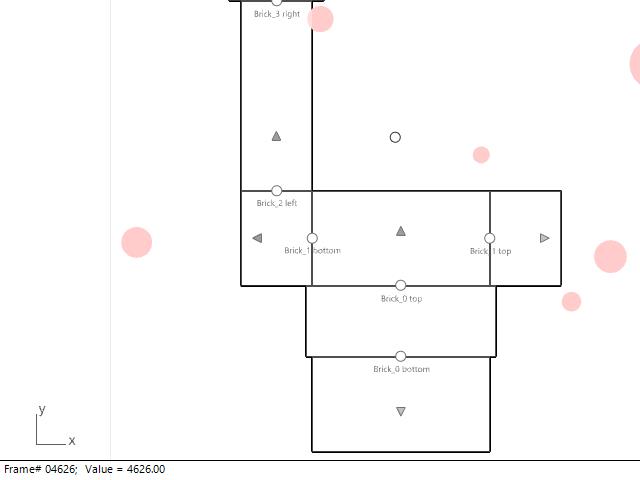 Brick_3 right
Brick_2 left
Brick_1 bottom
Brick_1 top
Brick_0 top
Brick_0 bottom
y
x
Frame# 04626; Value = 4626.00